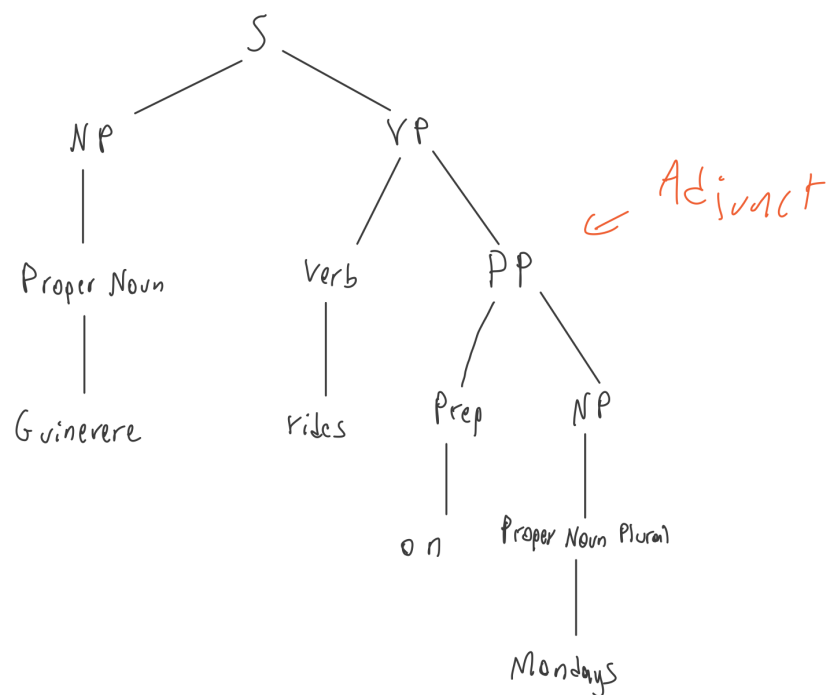 S
NP VP
Adjunct
Proper Noun Verb PP
Guinevere rides Prep NP
on Proper Noun Plural
Mondays